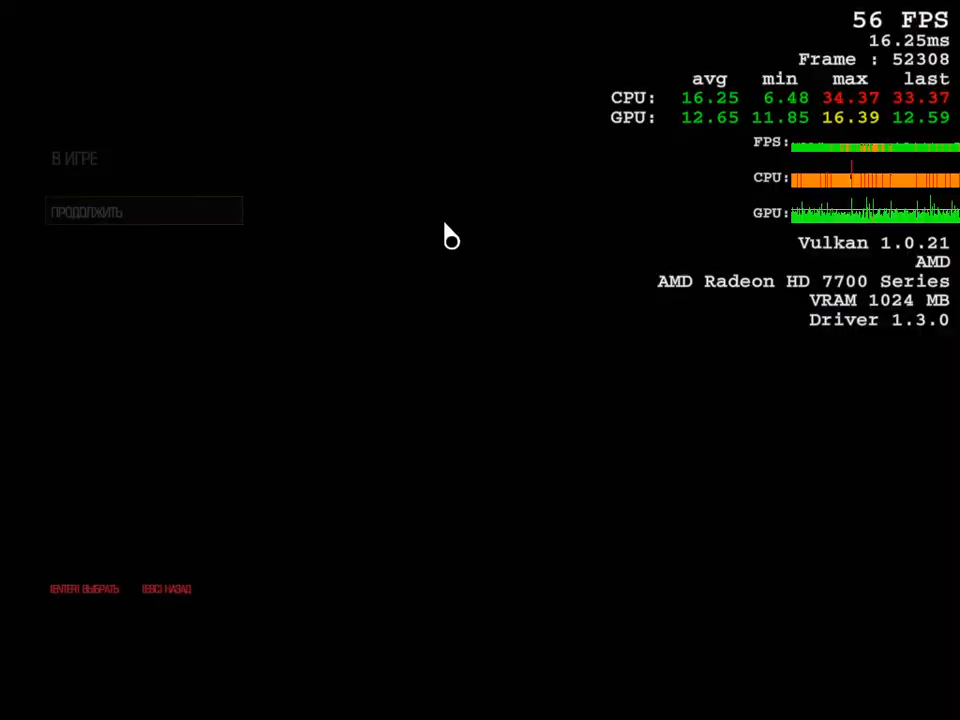 56 FPS
16.25ms
Frame : 52308
avg min max last
CPU: 16.25 6.48 34.37 33.37
GPU: 12.65 11.85 16.39 12.59
FPS:
CPU:
GPU:
Vulkan 1.0.21
AMD
AMD Radeon HD 7700 Series
VRAM 1024 MB
Driver 1.3.0
В ИГРЕ
ПРОДОЛЖИТЬ
[ENTER] ВЫБРАТЬ [ESC] НАЗАД